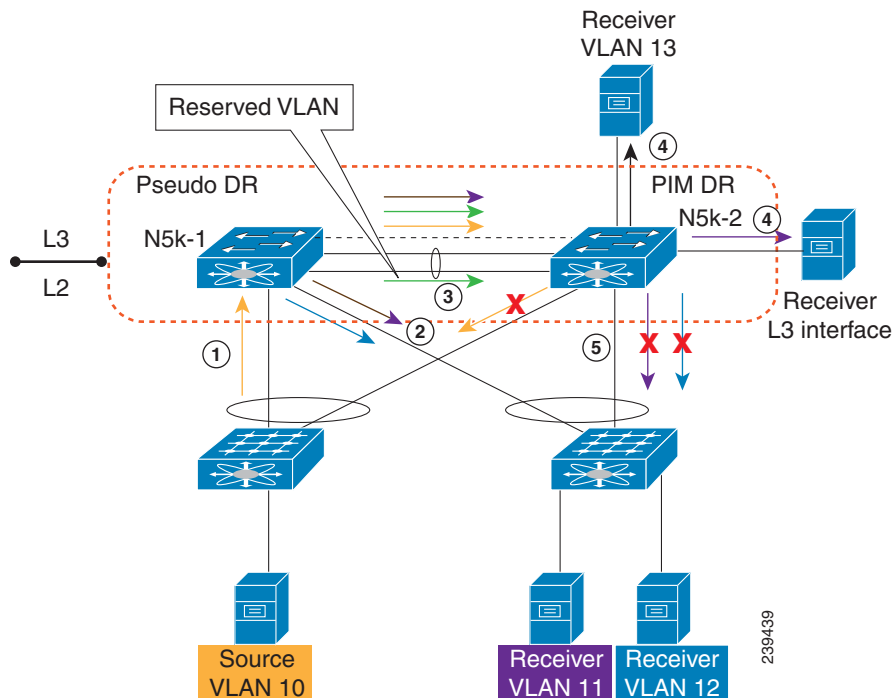 Receiver
VLAN 13
Reserved VLAN
4
Pseudo DR
PIM DR
N5k-1
N5k-2
4
L3
L2
3
Receiver
L3 interface
X
2
1
5
X
X
239439
Source
VLAN 10
Receiver
VLAN 11
Receiver
VLAN 12